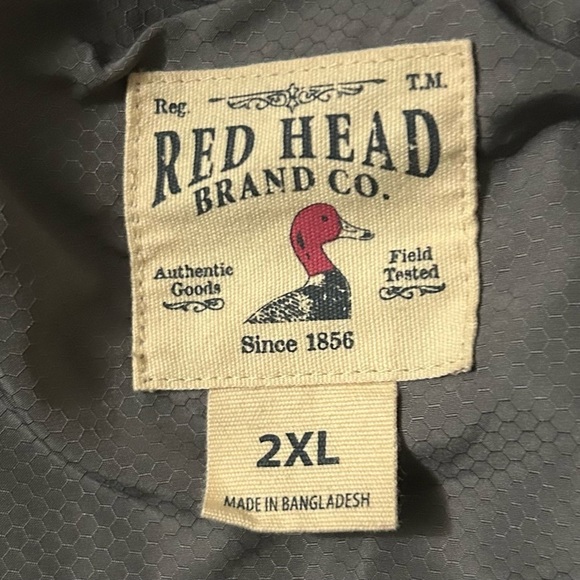 Reg. T.M.
RED HEAD
BRAND CO.
Authentic
Goods
Field
Tested
Since 1856
2XL
MADE IN BANGLADESH